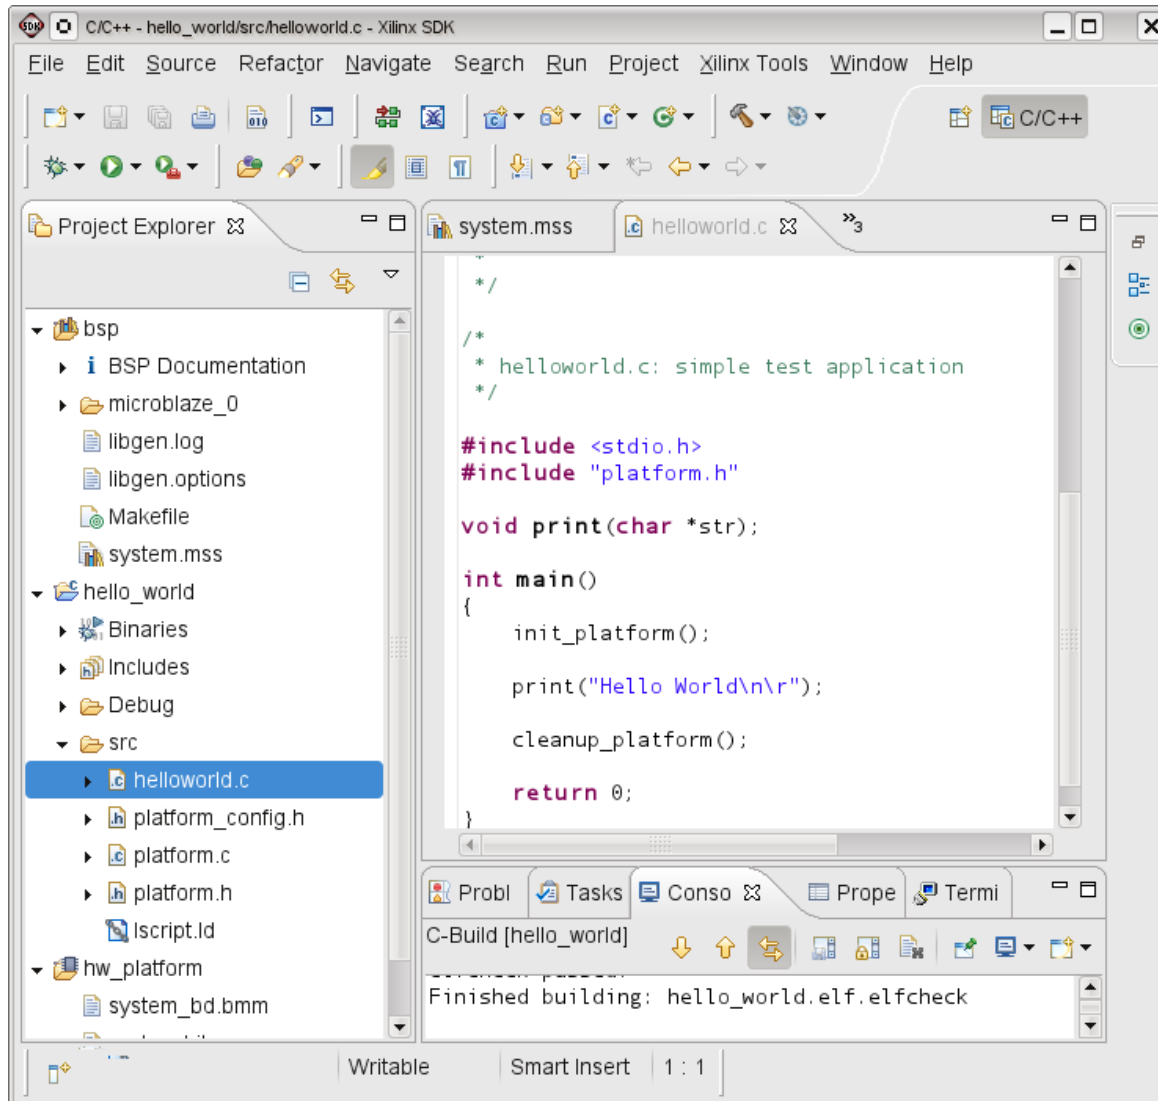 C/C++ - hello_world/src/helloworld.c - Xilinx SDK
File Edit Source Refactor Navigate Search Run Project Xilinx Tools Window Help
C/C++
Project Explorer
bsp
BSP Documentation
microblaze_0
libgen.log
libgen.options
Makefile
system.mss
hello_world
Binaries
Includes
Debug
src
helloworld.c
platform_config.h
platform.c
platform.h
lscript.ld
hw_platform
system_bd.bmm
system.mss helloworld.c »3
*
*/
/*
* helloworld.c: simple test application
*/
#include <stdio.h>
#include "platform.h"
void print(char *str);
int main()
{
init_platform();
print("Hello World\n\r");
cleanup_platform();
return 0;
}
Probl Tasks Conso Prope Termi
C-Build [hello_world]
Finished building: hello_world.elf.elfcheck
Writable Smart Insert 1 : 1